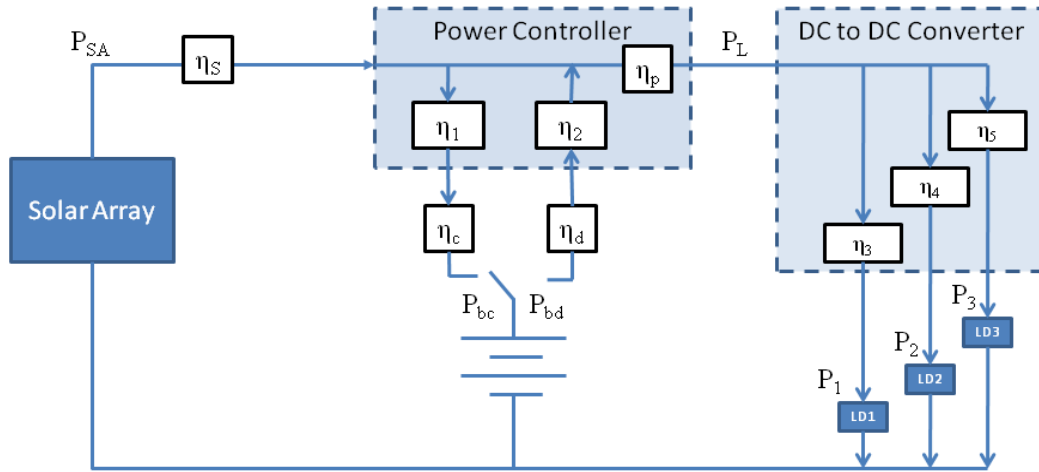 Power Controller
DC to DC Converter
P_SA
η_S
η_p
P_L
η_1
η_2
η_5
η_4
Solar Array
η_c
η_d
η_3
P_bc
P_bd
P_3
LD3
P_2
LD2
P_1
LD1